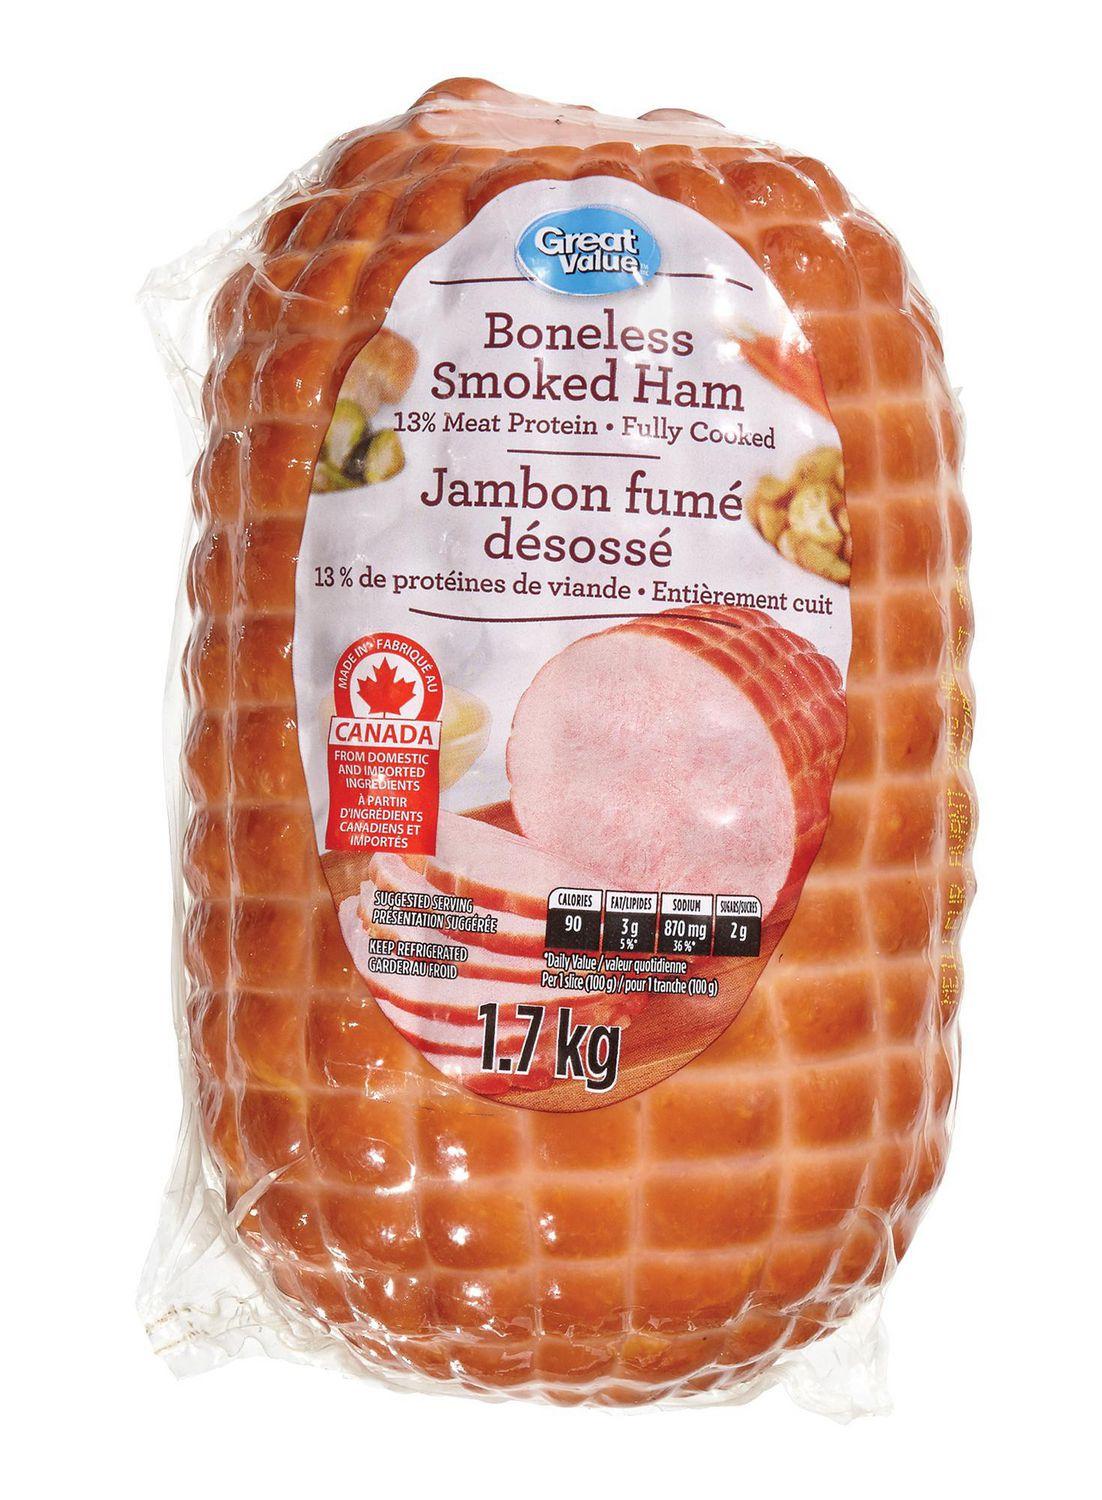 Great
Value™
Boneless
Smoked Ham
13% Meat Protein • Fully Cooked
Jambon fumé
désossé
13 % de protéines de viande • Entièrement cuit
MADE IN • FABRIQUÉ AU
CANADA
FROM DOMESTIC
AND IMPORTED
INGREDIENTS
À PARTIR
D'INGRÉDIENTS
CANADIENS ET
IMPORTÉS
SUGGESTED SERVING
PRÉSENTATION SUGGÉRÉE
KEEP REFRIGERATED
GARDER AU FROID
CALORIES FAT/LIPIDES SODIUM SUGARS/SUCRES
90 3 g 870 mg 2 g
5 %* 36 %*
*Daily Value / valeur quotidienne
Per 1 slice (100 g) / pour 1 tranche (100 g)
1.7 kg